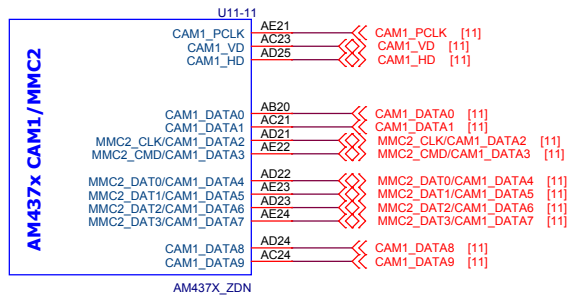 U11-11
AM437x CAM1/MMC2
CAM1_PCLK AE21 CAM1_PCLK [11]
CAM1_VD AC23 CAM1_VD [11]
CAM1_HD AD25 CAM1_HD [11]
CAM1_DATA0 AB20 CAM1_DATA0 [11]
CAM1_DATA1 AC21 CAM1_DATA1 [11]
MMC2_CLK/CAM1_DATA2 AD21 MMC2_CLK/CAM1_DATA2 [11]
MMC2_CMD/CAM1_DATA3 AE22 MMC2_CMD/CAM1_DATA3 [11]
MMC2_DAT0/CAM1_DATA4 AD22 MMC2_DAT0/CAM1_DATA4 [11]
MMC2_DAT1/CAM1_DATA5 AE23 MMC2_DAT1/CAM1_DATA5 [11]
MMC2_DAT2/CAM1_DATA6 AD23 MMC2_DAT2/CAM1_DATA6 [11]
MMC2_DAT3/CAM1_DATA7 AE24 MMC2_DAT3/CAM1_DATA7 [11]
CAM1_DATA8 AD24 CAM1_DATA8 [11]
CAM1_DATA9 AC24 CAM1_DATA9 [11]
AM437X_ZDN